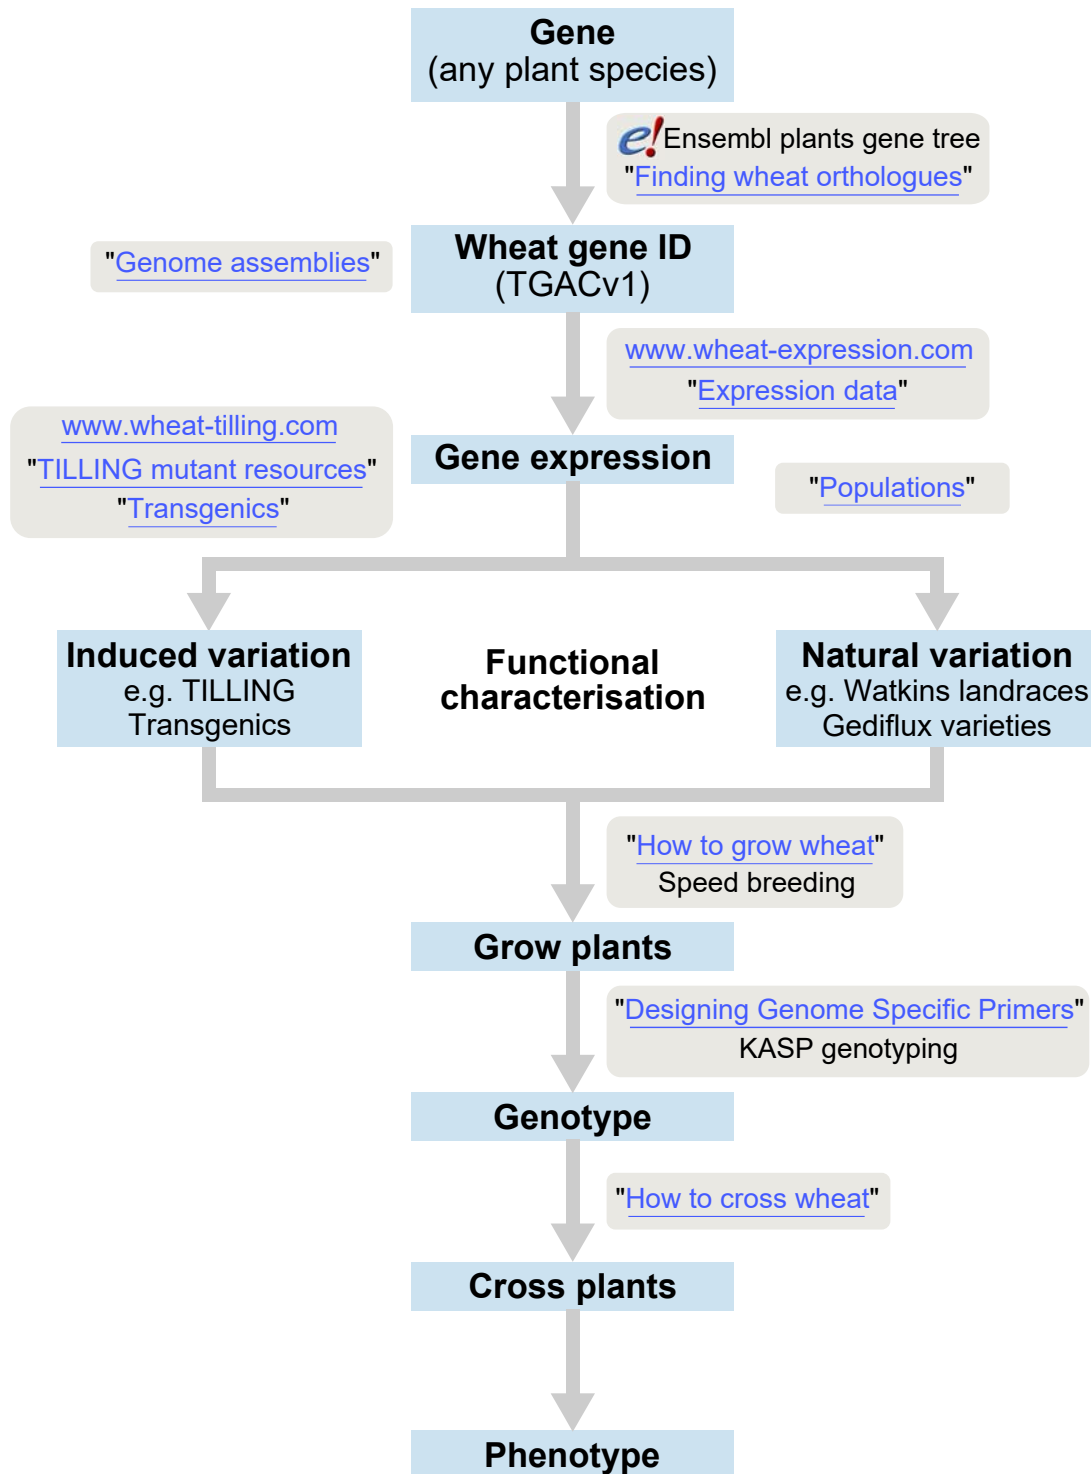 Gene
(any plant species)
e! Ensembl plants gene tree
"Finding wheat orthologues"
Wheat gene ID
(TGACv1)
"Genome assemblies"
www.wheat-expression.com
"Expression data"
www.wheat-tilling.com
"TILLING mutant resources"
"Transgenics"
Gene expression
"Populations"
Induced variation
e.g. TILLING
Transgenics
Functional
characterisation
Natural variation
e.g. Watkins landraces
Gediflux varieties
"How to grow wheat"
Speed breeding
Grow plants
"Designing Genome Specific Primers"
KASP genotyping
Genotype
"How to cross wheat"
Cross plants
Phenotype